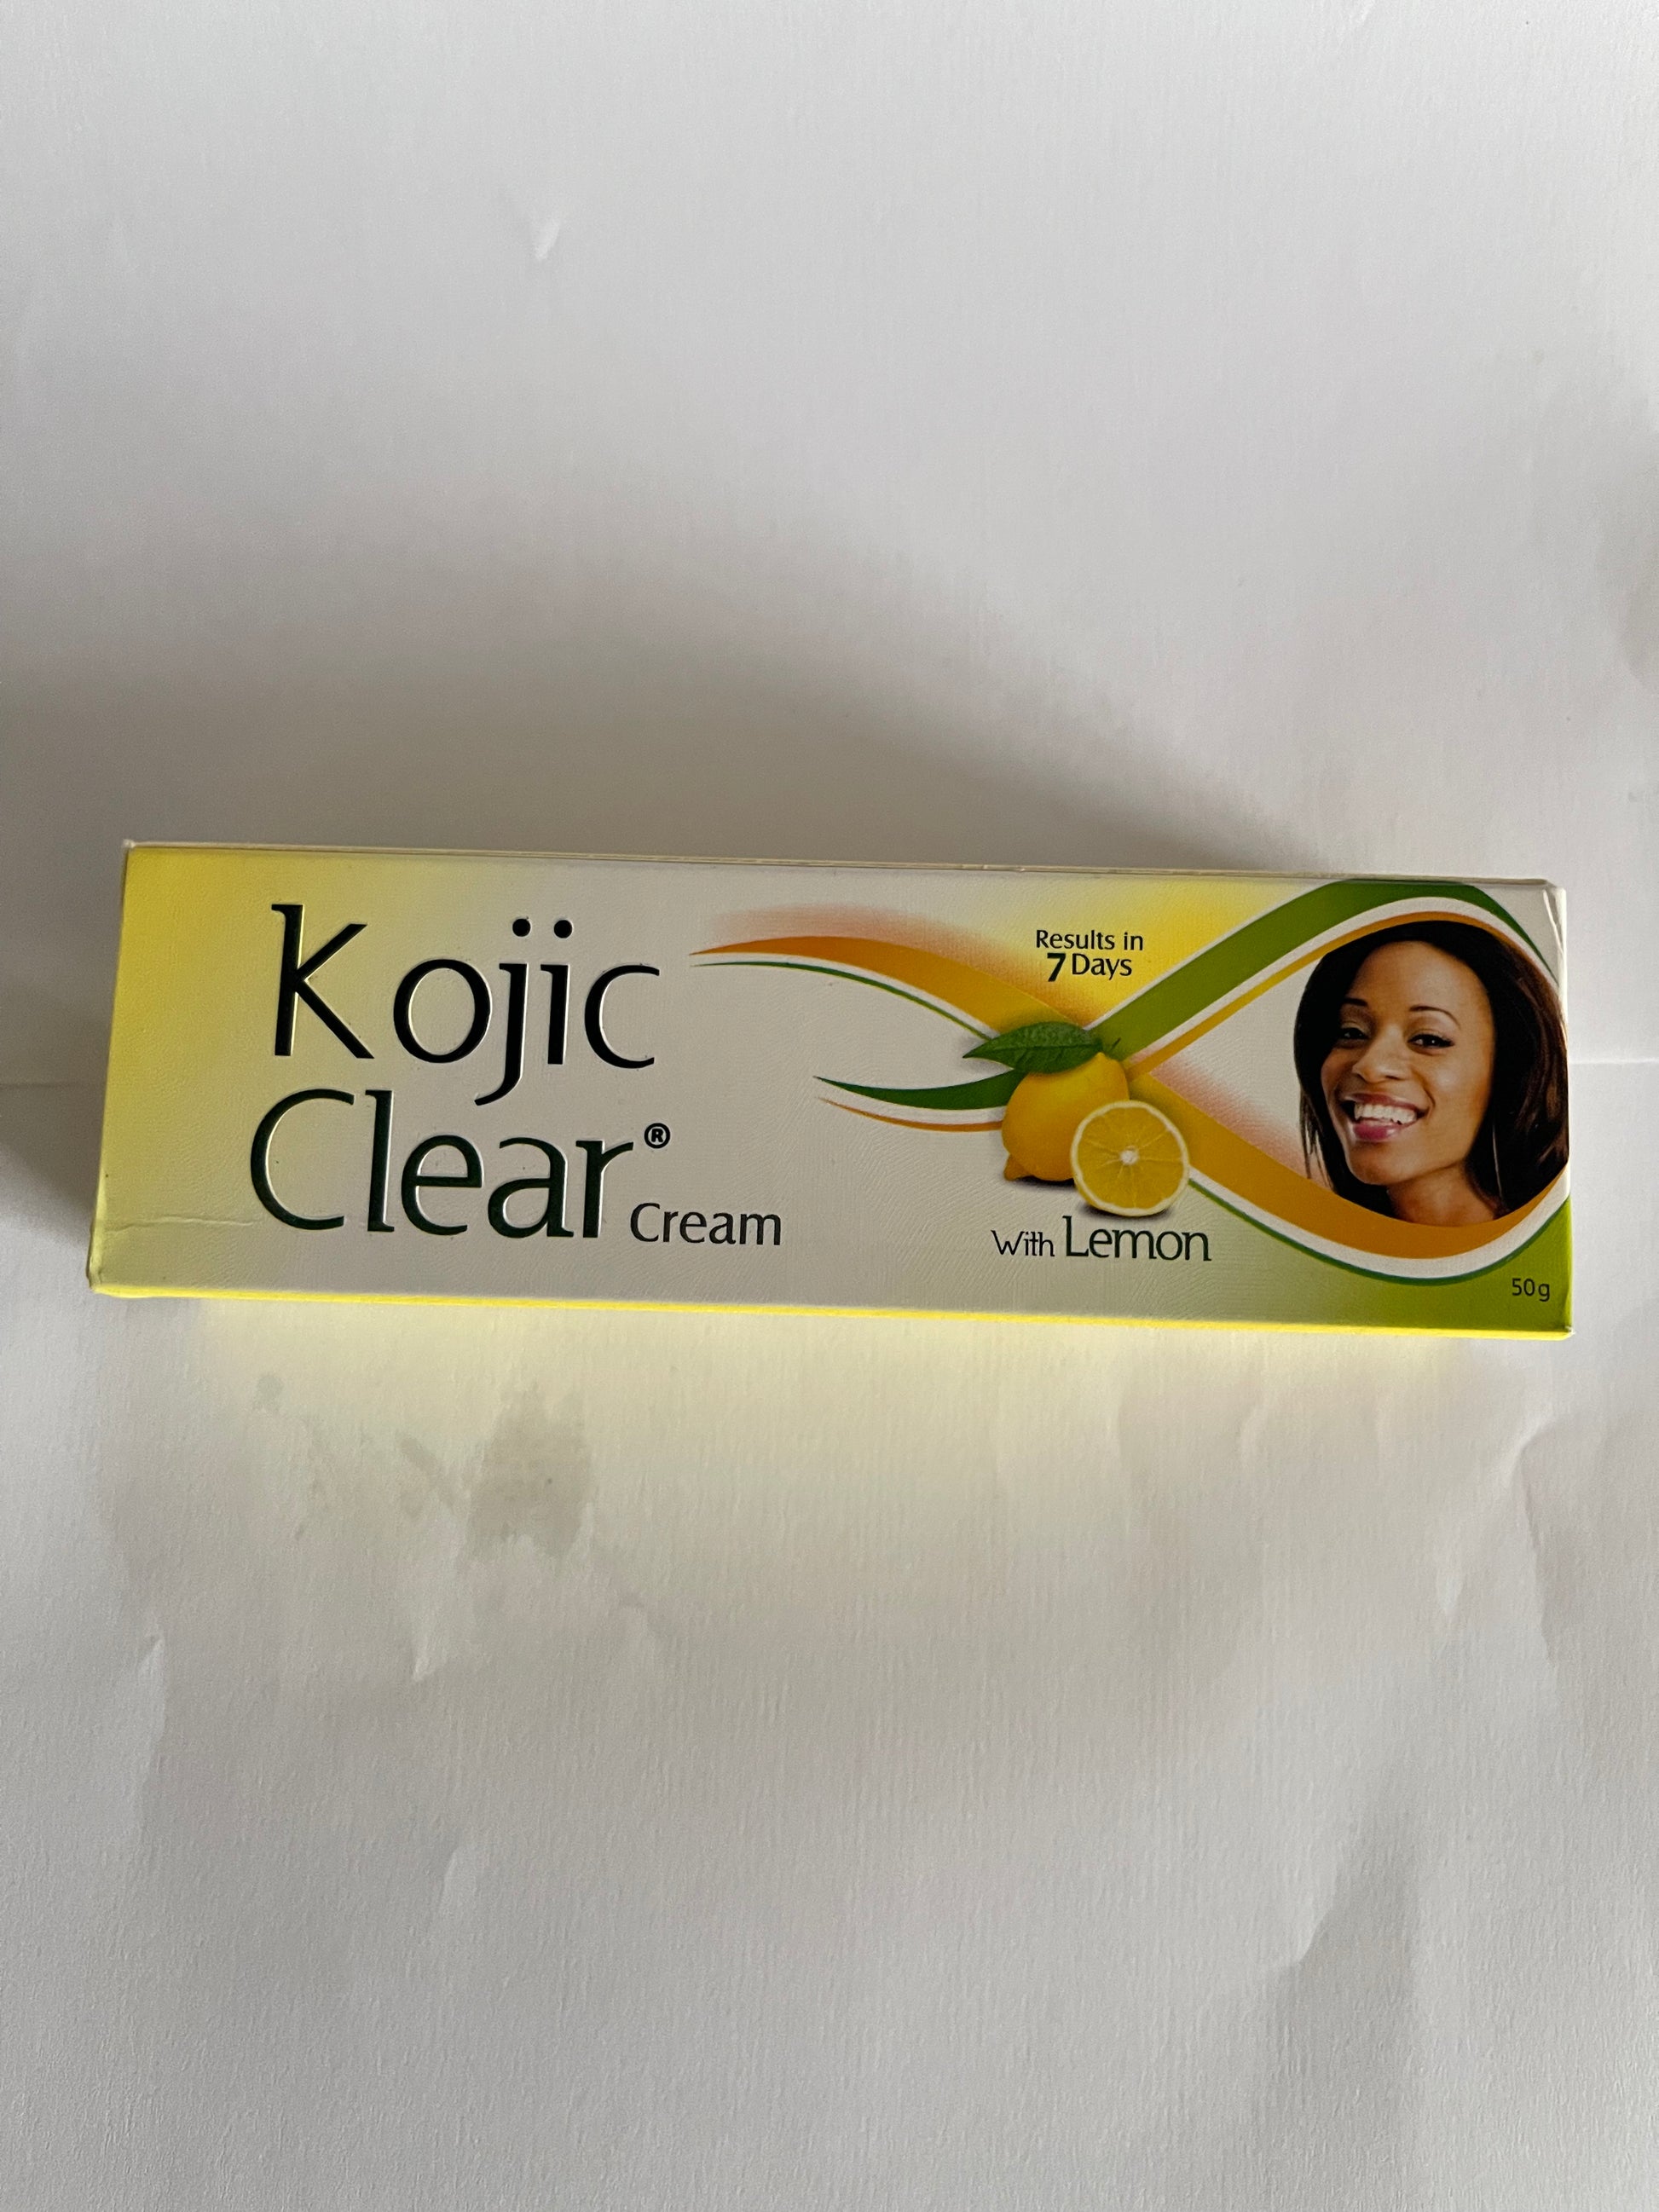 Kojic
Clear®
Cream
Results in
7 Days
With Lemon
50g